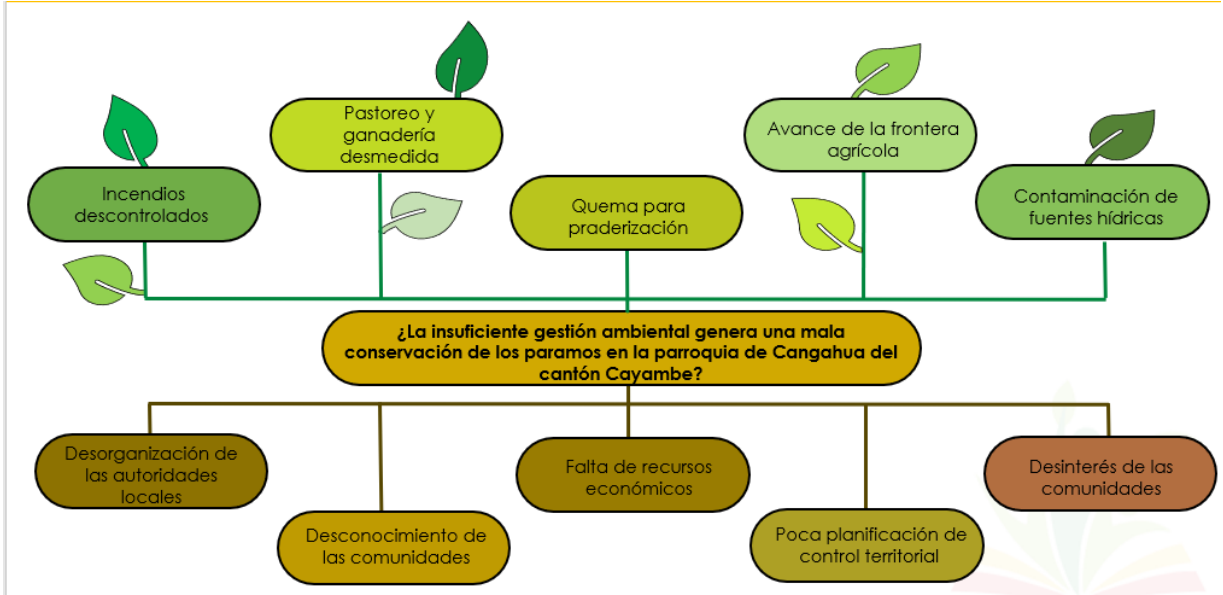 Pastoreo y
ganadería
desmedida
Avance de la frontera
agrícola
Incendios
descontrolados
Quema para
praderización
Contaminación de
fuentes hídricas
¿La insuficiente gestión ambiental genera una mala
conservación de los paramos en la parroquia de Cangahua del
cantón Cayambe?
Desorganización de
las autoridades
locales
Falta de recursos
económicos
Desinterés de las
comunidades
Desconocimiento de
las comunidades
Poca planificación de
control territorial